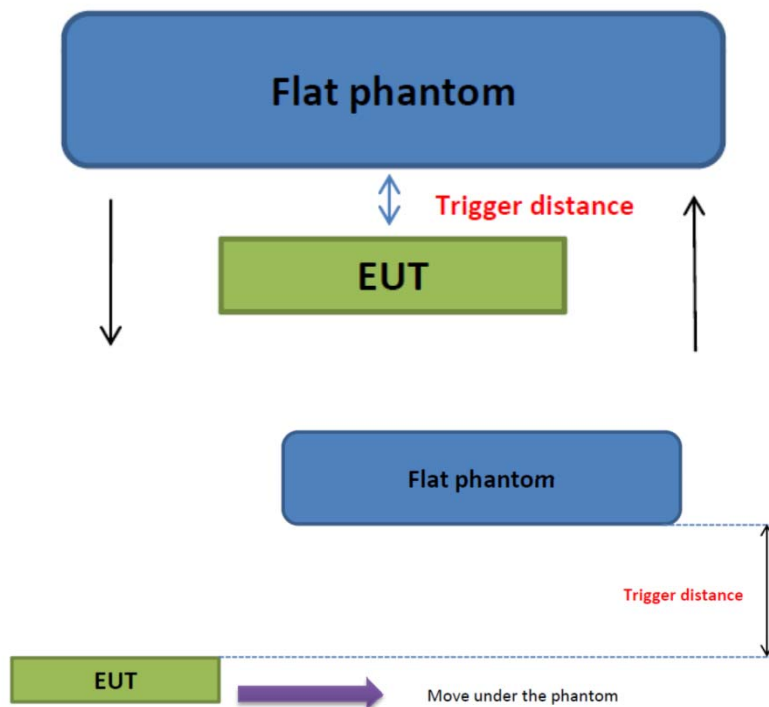 Flat phantom
Trigger distance
EUT
Flat phantom
Trigger distance
EUT
Move under the phantom